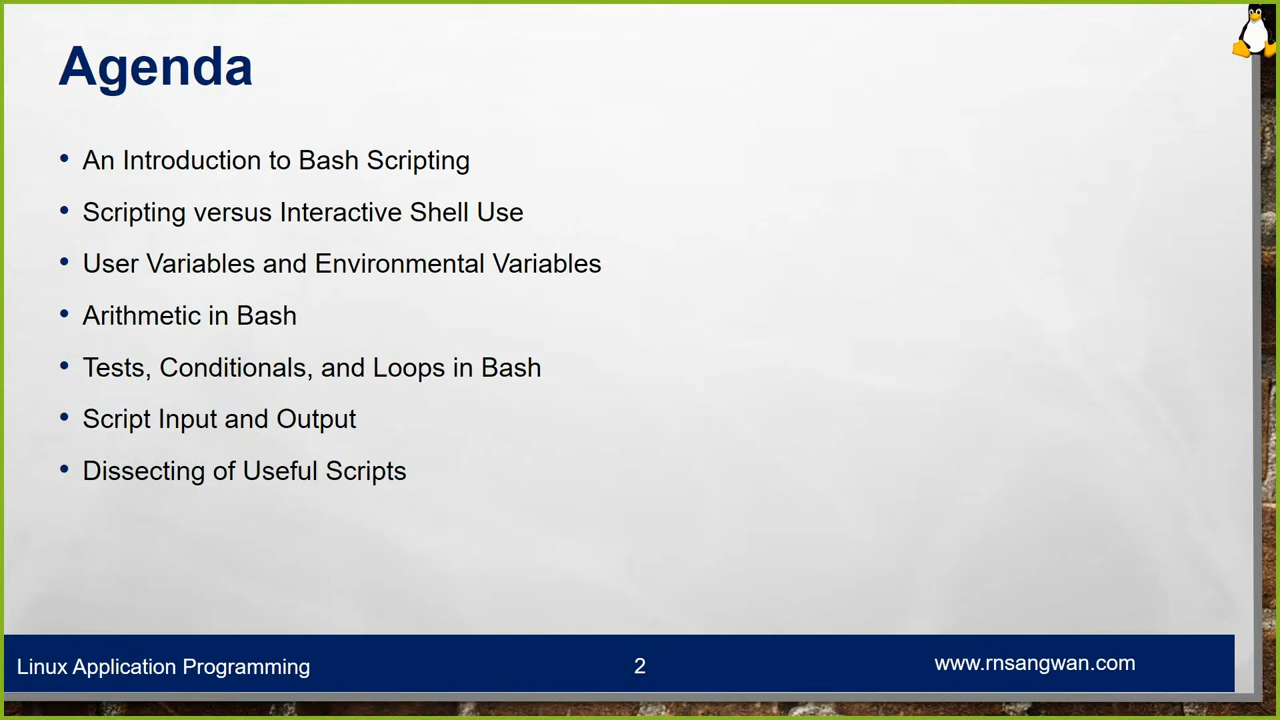 Agenda
• An Introduction to Bash Scripting
• Scripting versus Interactive Shell Use
• User Variables and Environmental Variables
• Arithmetic in Bash
• Tests, Conditionals, and Loops in Bash
• Script Input and Output
• Dissecting of Useful Scripts
Linux Application Programming
2
www.rnsangwan.com